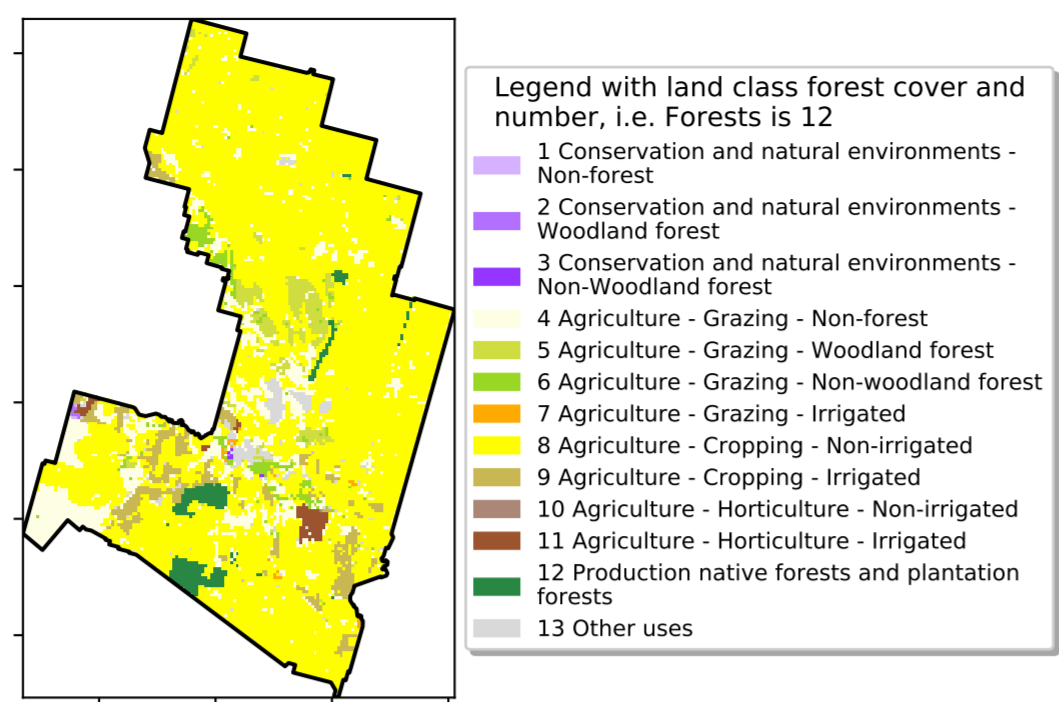 Legend with land class forest cover and
number, i.e. Forests is 12
1 Conservation and natural environments -
Non-forest
2 Conservation and natural environments -
Woodland forest
3 Conservation and natural environments -
Non-Woodland forest
4 Agriculture - Grazing - Non-forest
5 Agriculture - Grazing - Woodland forest
6 Agriculture - Grazing - Non-woodland forest
7 Agriculture - Grazing - Irrigated
8 Agriculture - Cropping - Non-irrigated
9 Agriculture - Cropping - Irrigated
10 Agriculture - Horticulture - Non-irrigated
11 Agriculture - Horticulture - Irrigated
12 Production native forests and plantation
forests
13 Other uses